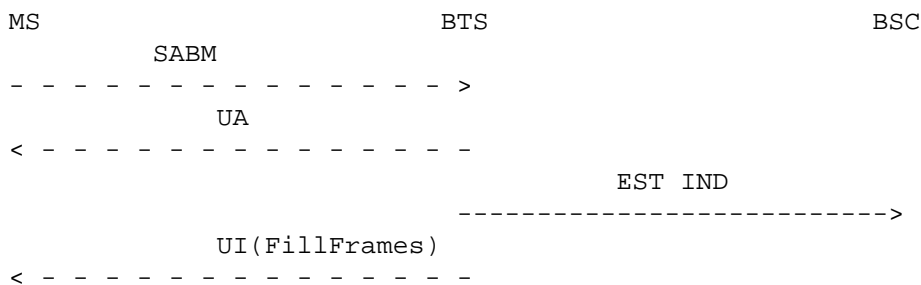 MS BTS BSC
SABM
- - - - - - - - - - - - - - >
UA
< - - - - - - - - - - - - - -
EST IND
--------------------------->
UI(FillFrames)
< - - - - - - - - - - - - - -